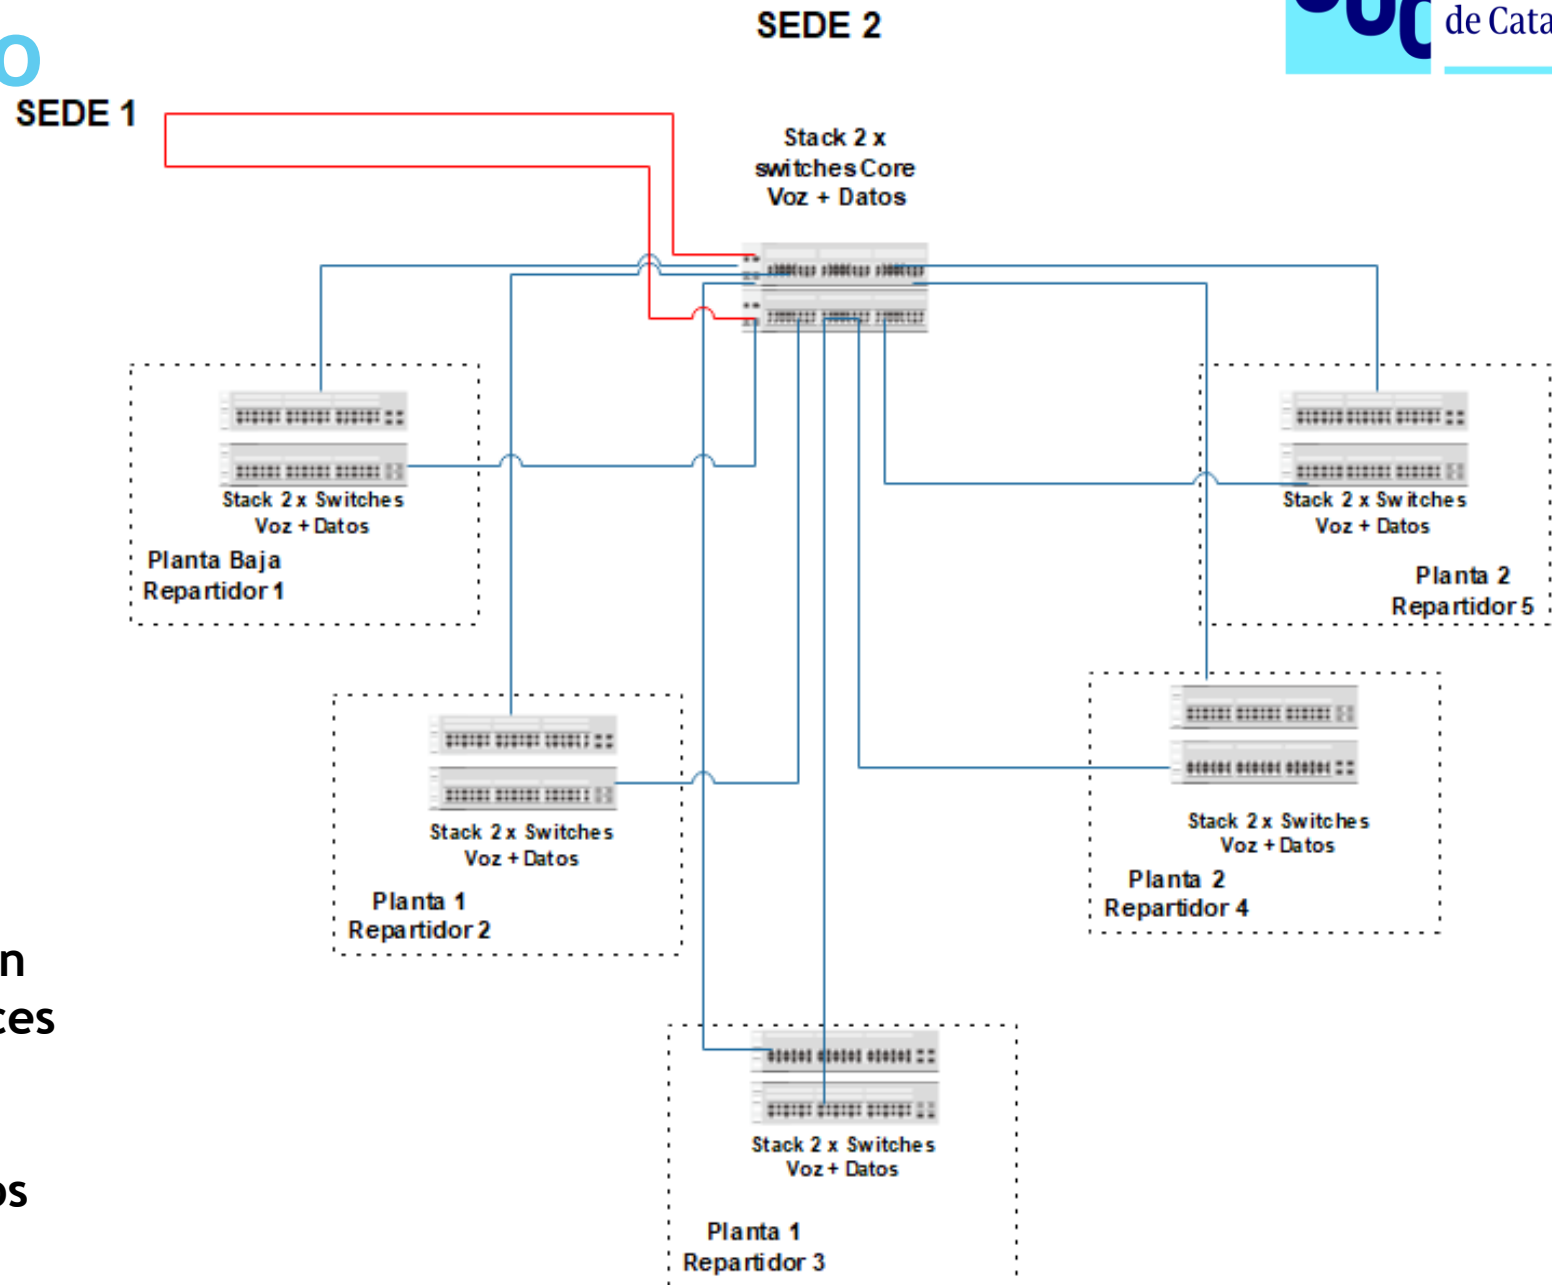 SEDE 2
de Cata
SEDE 1
Stack 2 x
switches Core
Voz + Datos
Stack 2 x Switches
Voz + Datos
Planta Baja
Repartidor 1
Stack 2 x Switches
Voz + Datos
Planta 2
Repartidor 5
Stack 2 x Switches
Voz + Datos
Planta 1
Repartidor 2
Stack 2 x Switches
Voz + Datos
Planta 2
Repartidor 4
n
ces
os
Stack 2 x Switches
Voz + Datos
Planta 1
Repartidor 3